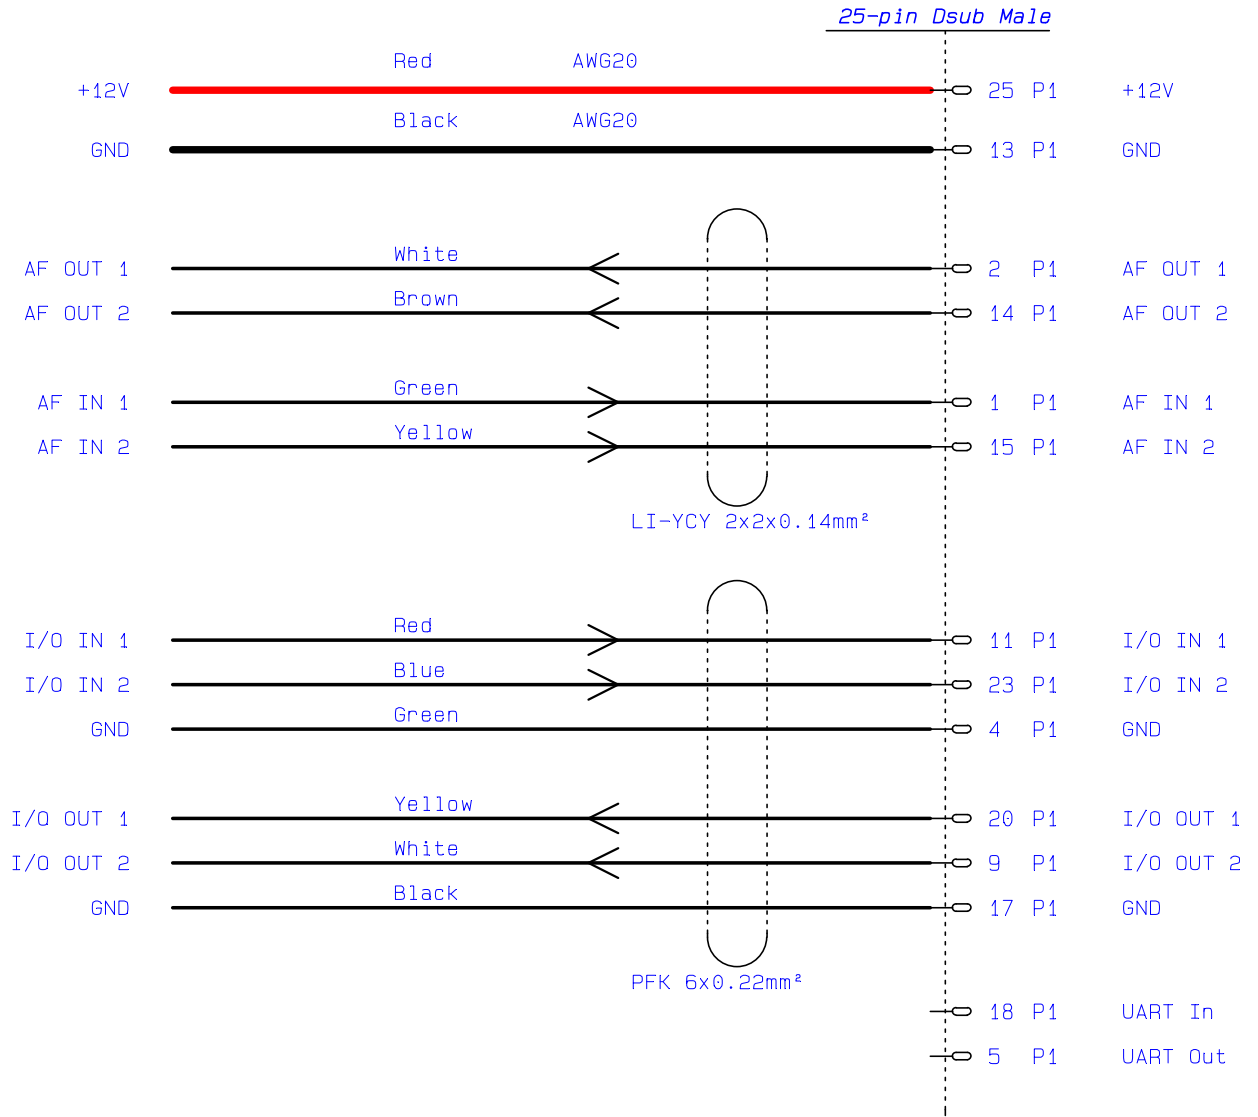 25-pin Dsub Male
Red AWG20
+12V 25 P1 +12V
Black AWG20
GND 13 P1 GND
White
AF OUT 1 2 P1 AF OUT 1
Brown
AF OUT 2 14 P1 AF OUT 2
Green
AF IN 1 1 P1 AF IN 1
Yellow
AF IN 2 15 P1 AF IN 2
LI-YCY 2x2x0.14mm²
Red
I/O IN 1 11 P1 I/O IN 1
Blue
I/O IN 2 23 P1 I/O IN 2
Green
GND 4 P1 GND
Yellow
I/O OUT 1 20 P1 I/O OUT 1
White
I/O OUT 2 9 P1 I/O OUT 2
Black
GND 17 P1 GND
PFK 6x0.22mm²
18 P1 UART In
5 P1 UART Out